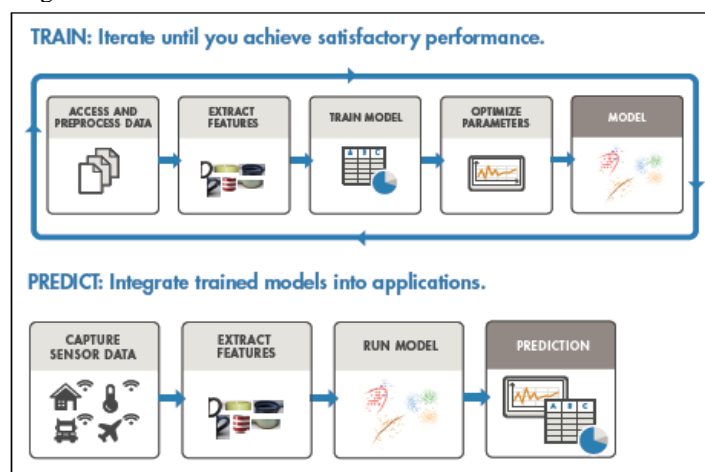 TRAIN: Iterate until you achieve satisfactory performance.
ACCESS AND
PREPROCESS DATA
EXTRACT
FEATURES
TRAIN MODEL
OPTIMIZE
PARAMETERS
MODEL
A B C
PREDICT: Integrate trained models into applications.
CAPTURE
SENSOR DATA
EXTRACT
FEATURES
RUN MODEL
PREDICTION
A B C